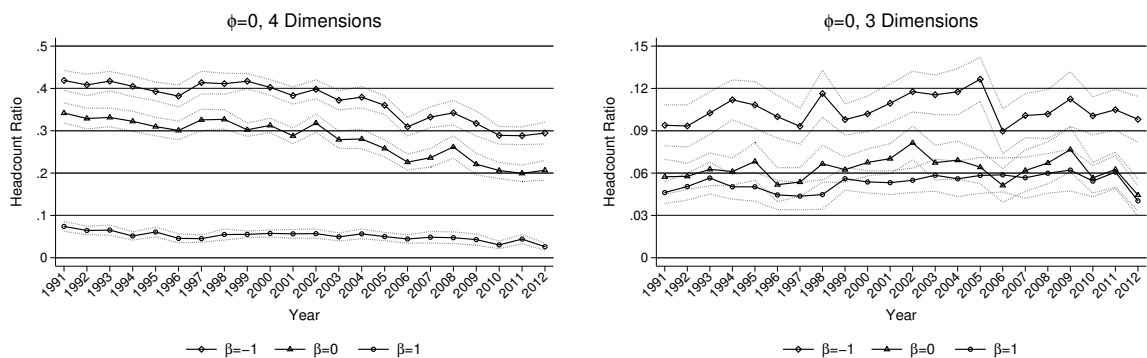 ϕ=0, 4 Dimensions
Headcount Ratio
.5
.4
.3
.2
.1
0
1991 1992 1993 1994 1995 1996 1997 1998 1999 2000 2001 2002 2003 2004 2005 2006 2007 2008 2009 2010 2011 2012
Year
β=−1 β=0 β=1
ϕ=0, 3 Dimensions
Headcount Ratio
.15
.12
.09
.06
.03
0
1991 1992 1993 1994 1995 1996 1997 1998 1999 2000 2001 2002 2003 2004 2005 2006 2007 2008 2009 2010 2011 2012
Year
β=−1 β=0 β=1